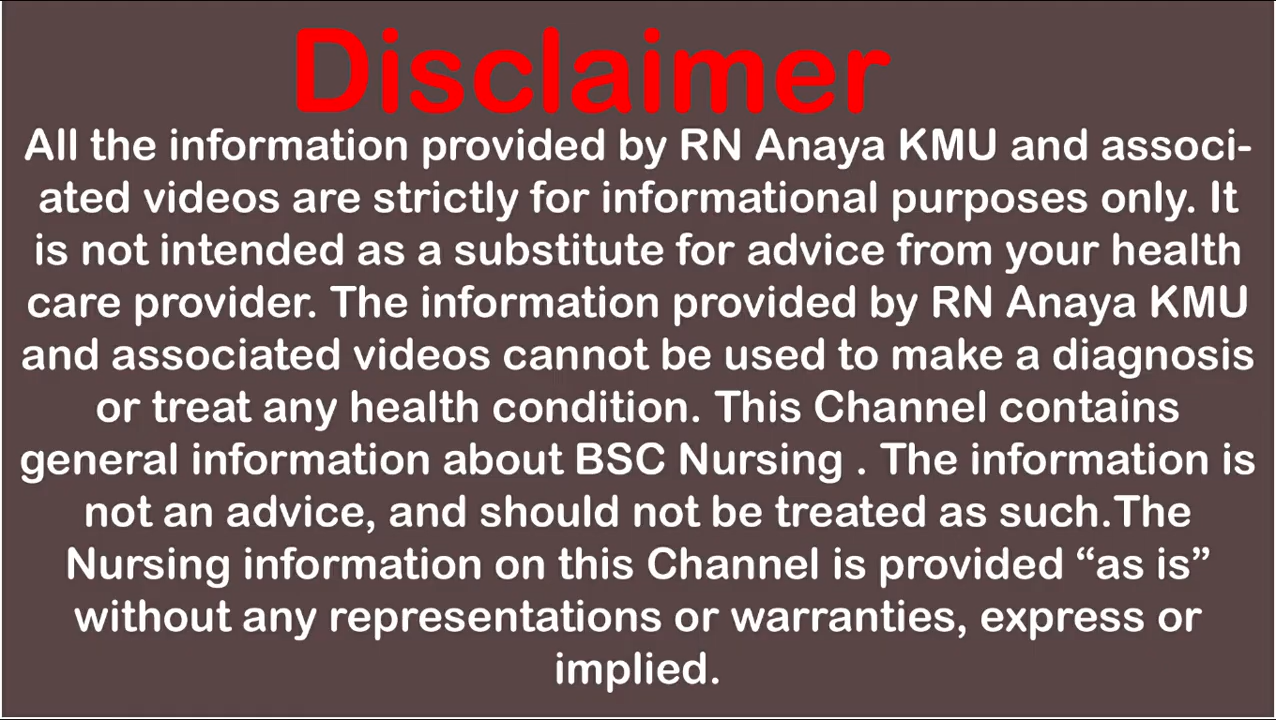 Disclaimer
All the information provided by RN Anaya KMU and associ-
ated videos are strictly for informational purposes only. It
is not intended as a substitute for advice from your health
care provider. The information provided by RN Anaya KMU
and associated videos cannot be used to make a diagnosis
or treat any health condition. This Channel contains
general information about BSC Nursing . The information is
not an advice, and should not be treated as such.The
Nursing information on this Channel is provided “as is”
without any representations or warranties, express or
implied.